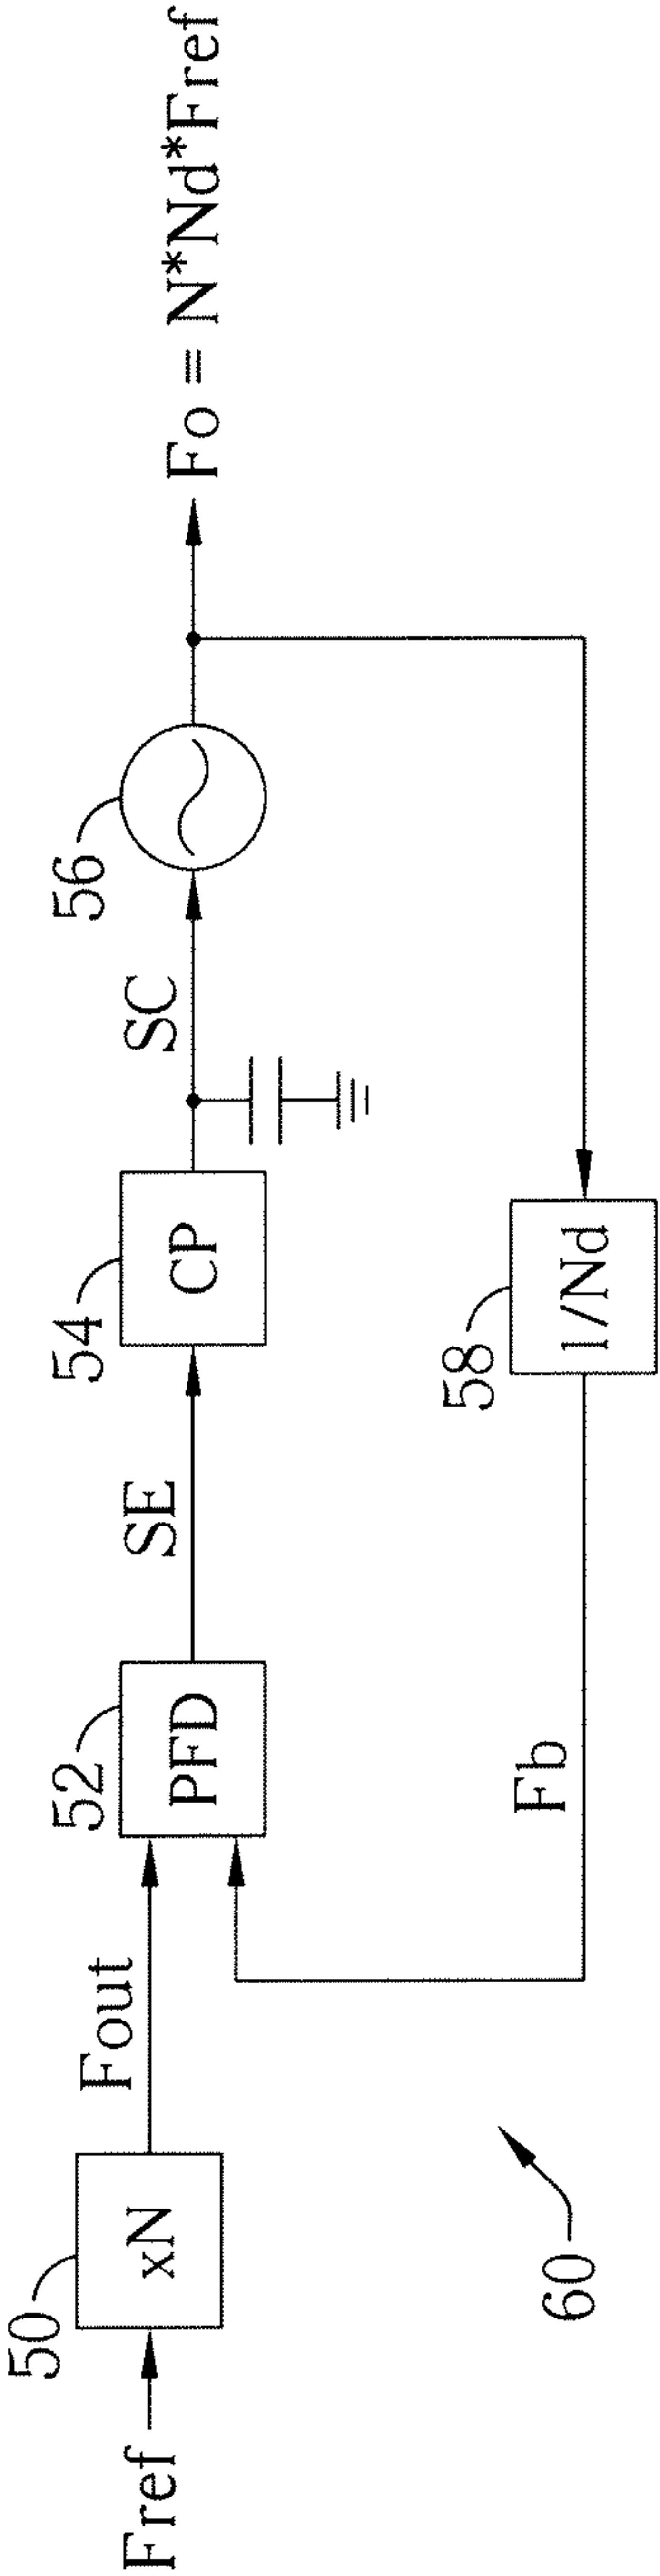 Fref
50
xN
Fout
52
PFD
SE
54
CP
SC
56
Fo = N*Nd*Fref
Fb
58
1/Nd
60